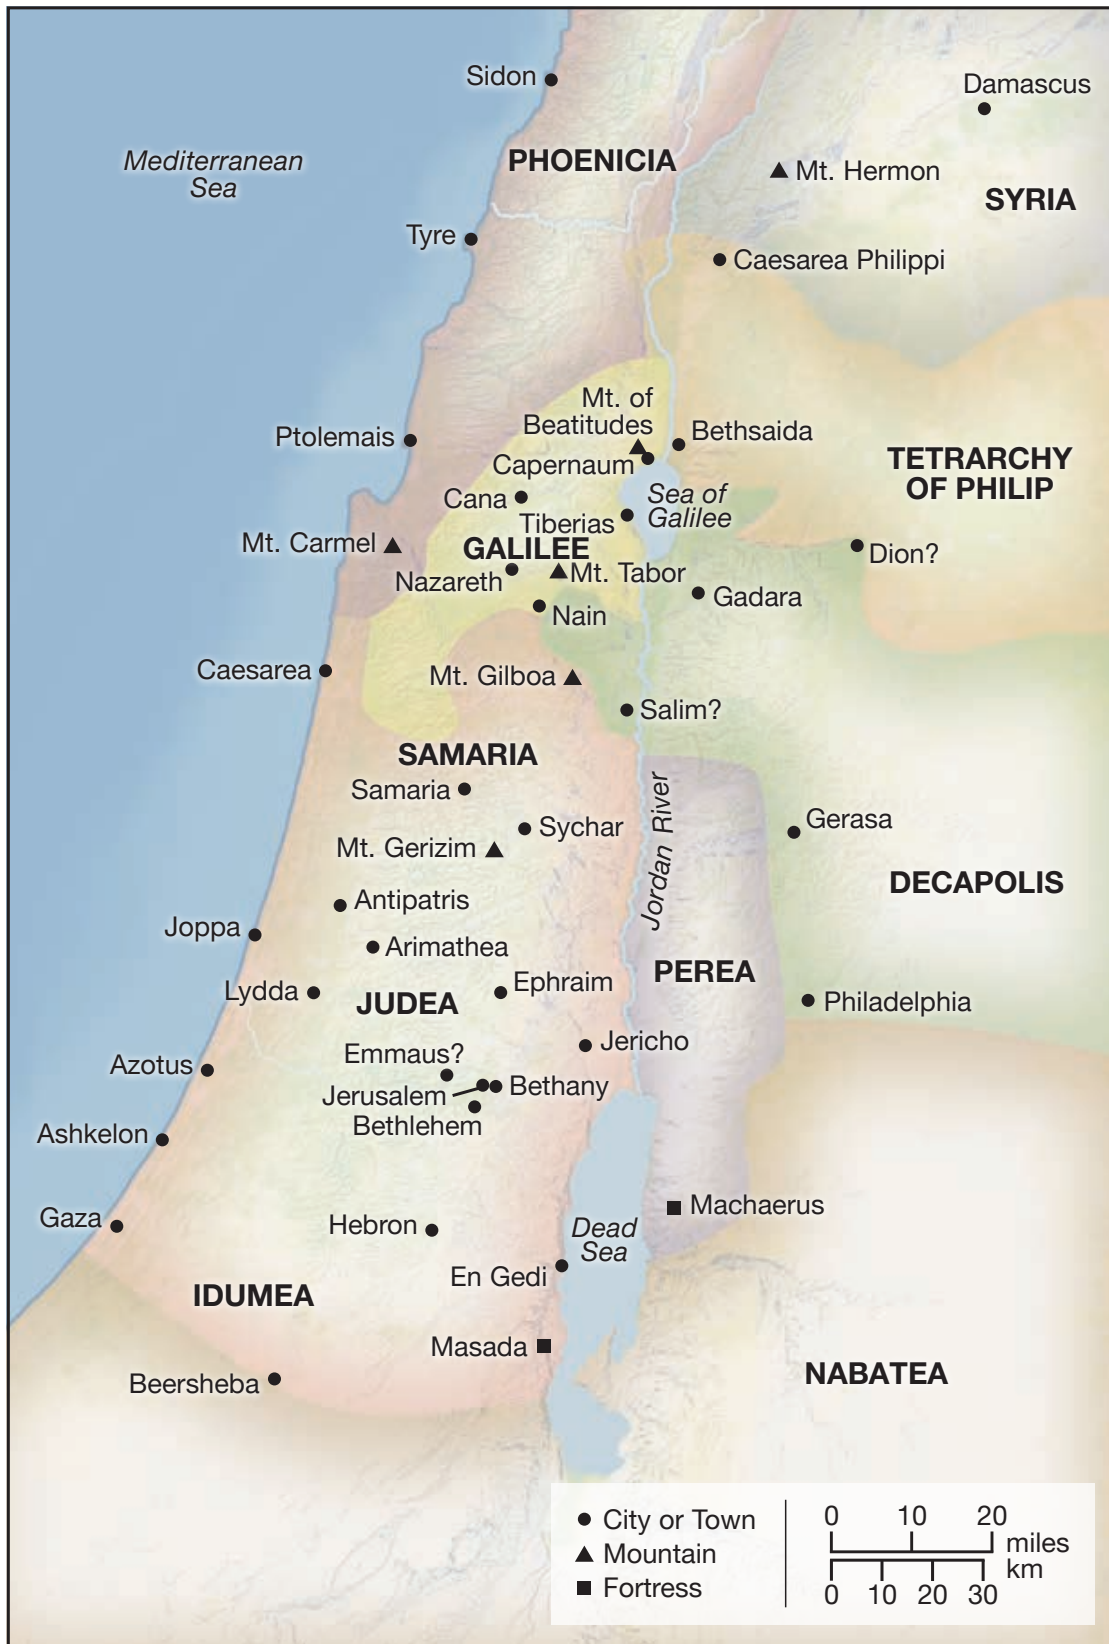 Sidon
Damascus
Mediterranean
Sea
PHOENICIA
Mt. Hermon
SYRIA
Tyre
Caesarea Philippi
Mt. of
Beatitudes
Ptolemais
Bethsaida
Capernaum
TETRARCHY
OF PHILIP
Cana
Sea of
Galilee
Tiberias
Mt. Carmel
GALILEE
Dion?
Nazareth
Mt. Tabor
Gadara
Nain
Caesarea
Mt. Gilboa
Salim?
SAMARIA
Samaria
Jordan River
Sychar
Gerasa
Mt. Gerizim
DECAPOLIS
Antipatris
Joppa
Arimathea
PEREA
Lydda
JUDEA
Ephraim
Philadelphia
Jericho
Emmaus?
Azotus
Jerusalem
Bethany
Bethlehem
Ashkelon
Machaerus
Gaza
Hebron
Dead
Sea
En Gedi
IDUMEA
Masada
NABATEA
Beersheba
City or Town
Mountain
Fortress
0 10 20
miles
km
0 10 20 30